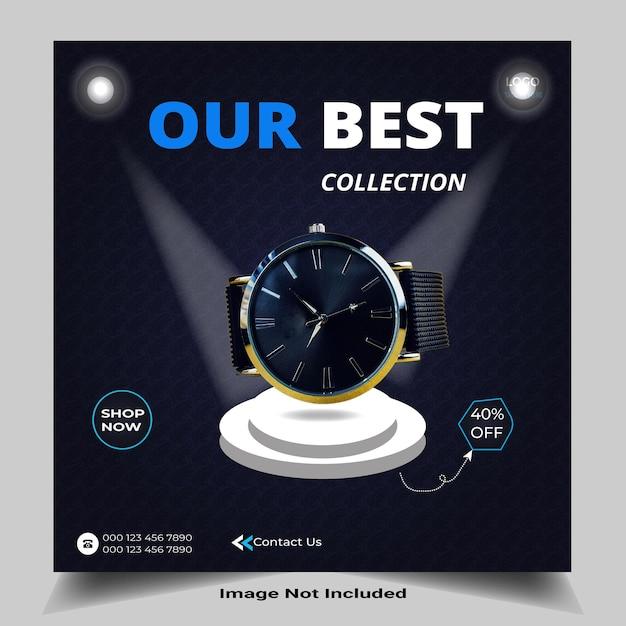 LOGO
OUR BEST
COLLECTION
SHOP
NOW
40%
OFF
000 123 456 7890
000 123 456 7890
Contact Us
Image Not Included